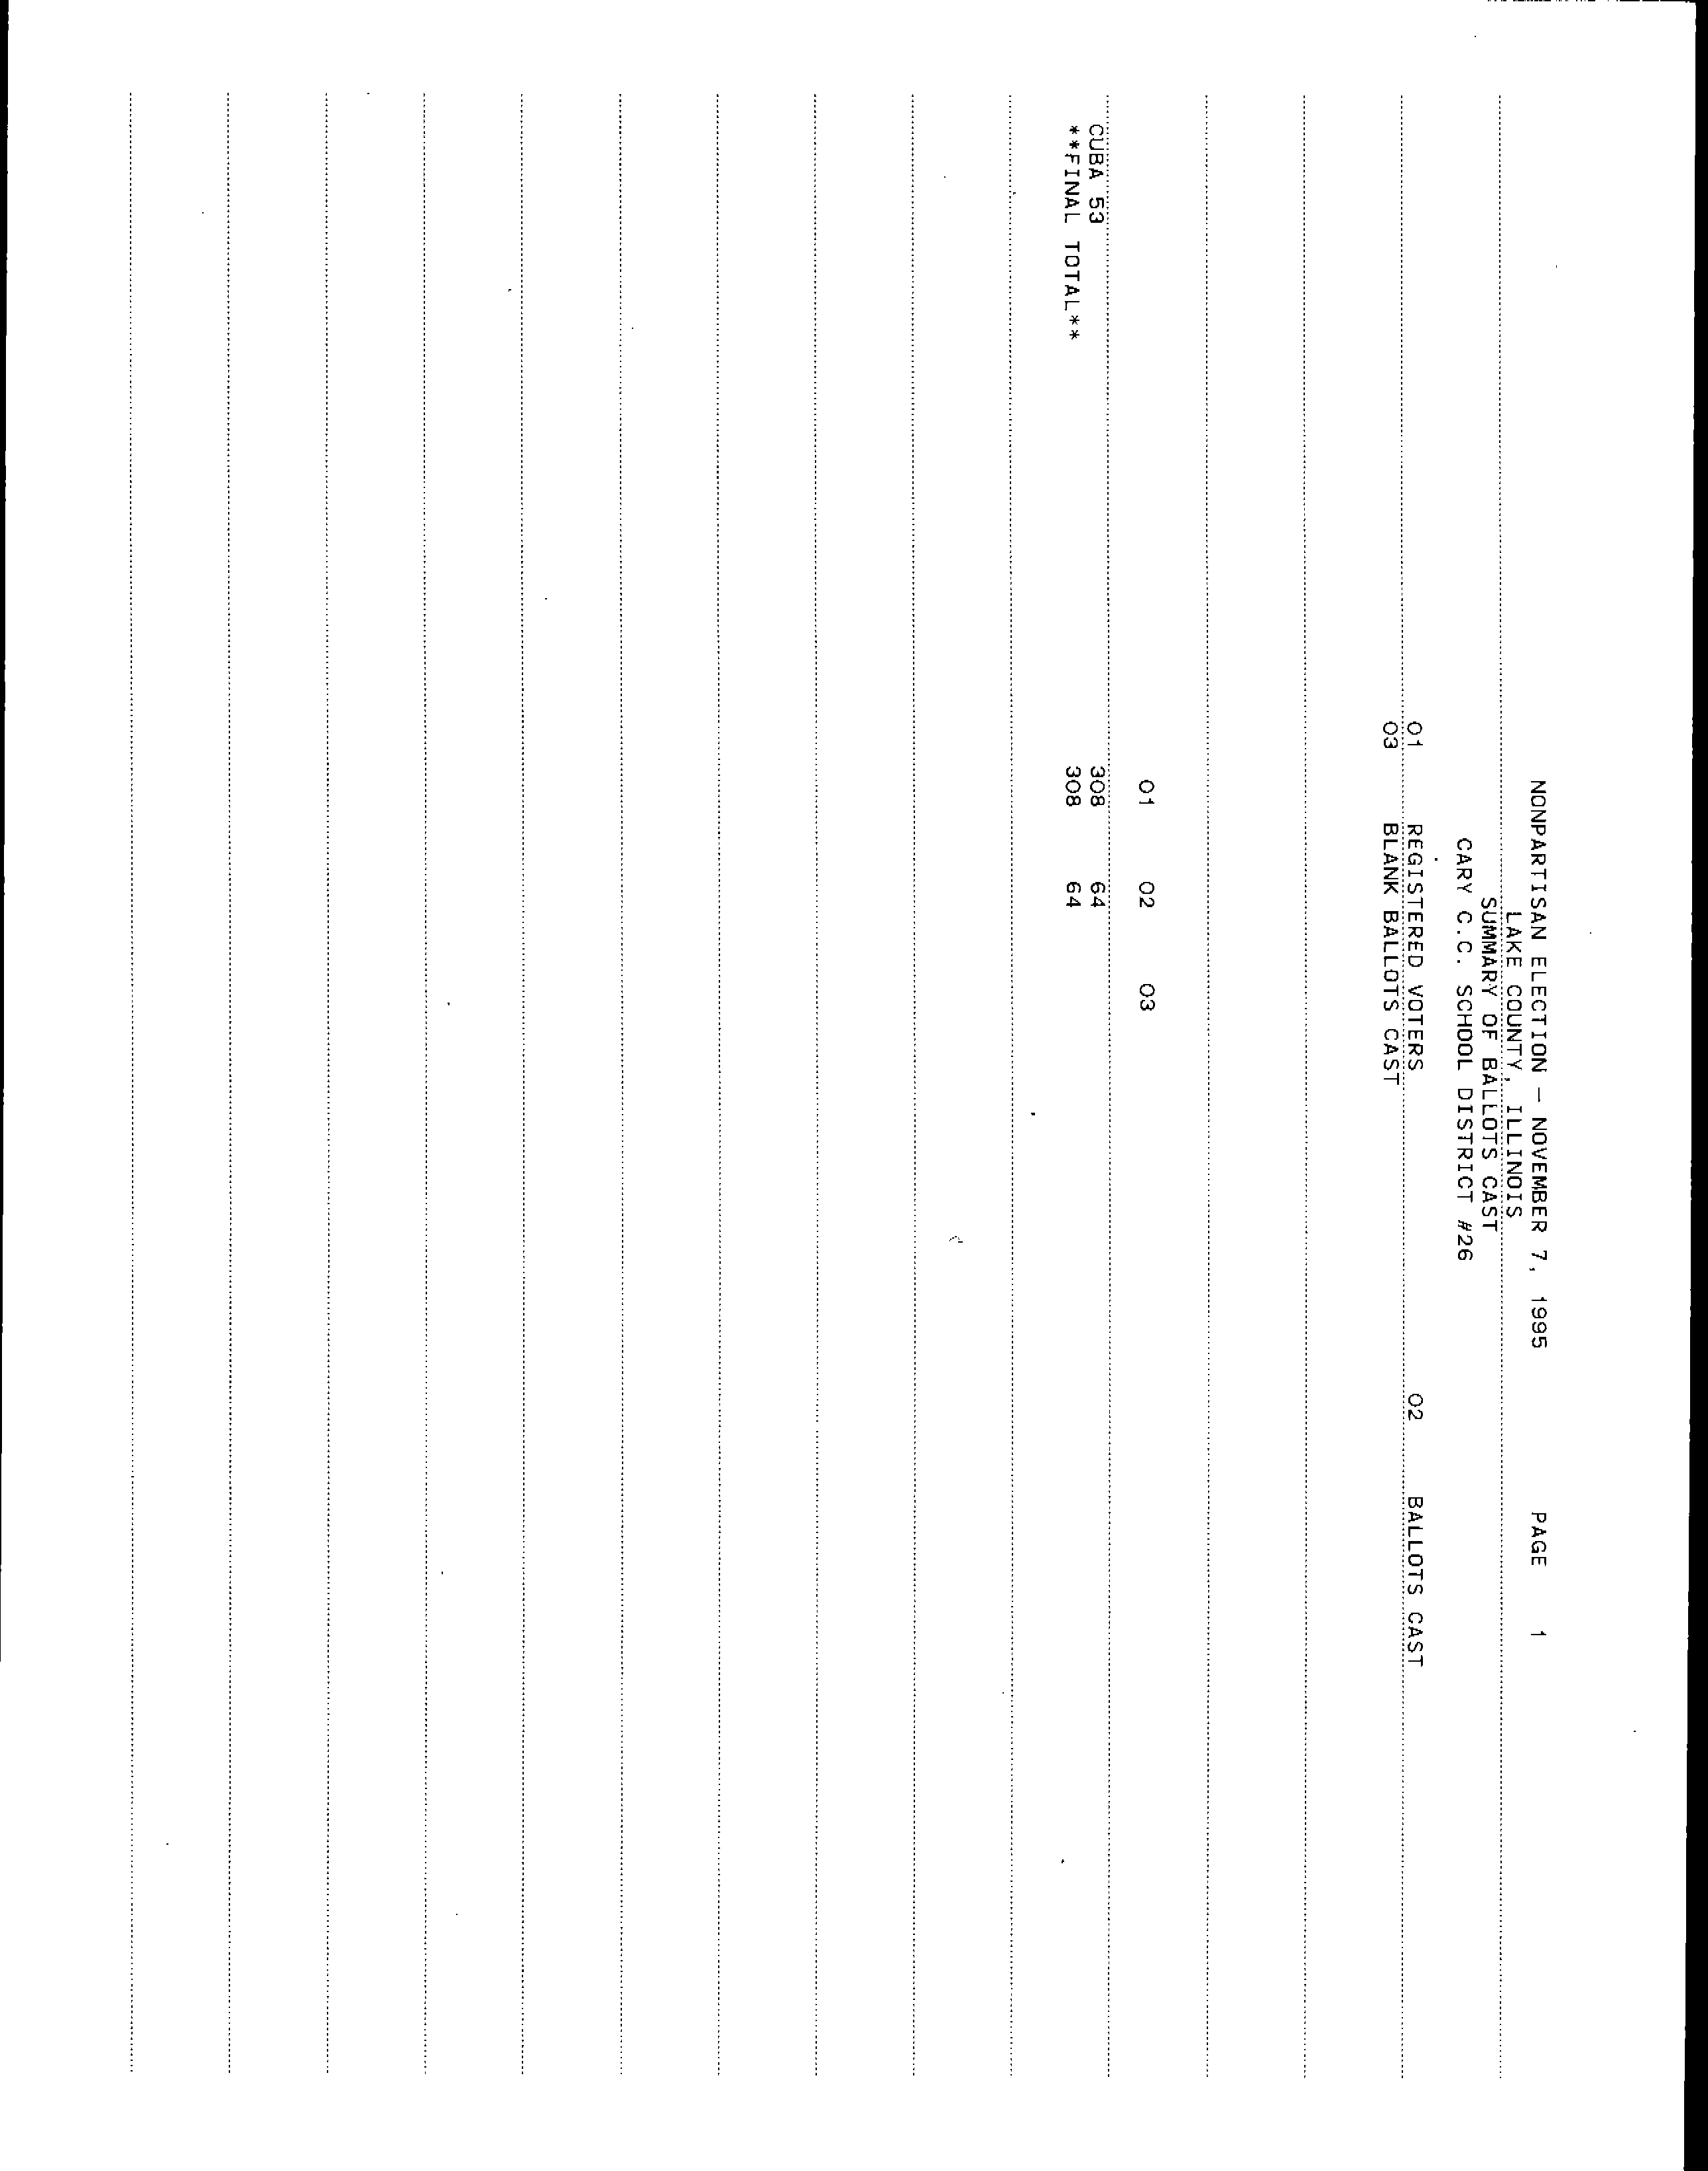 NONPARTISAN ELECTION - NOVEMBER 7, 1995 PAGE 1
LAKE COUNTY, ILLINOIS
SUMMARY OF BALLOTS CAST
CARY C.C. SCHOOL DISTRICT #26
01 REGISTERED VOTERS 02 BALLOTS CAST
03 BLANK BALLOTS CAST
01 02 03
CUBA 53 308 64
**FINAL TOTAL** 308 64